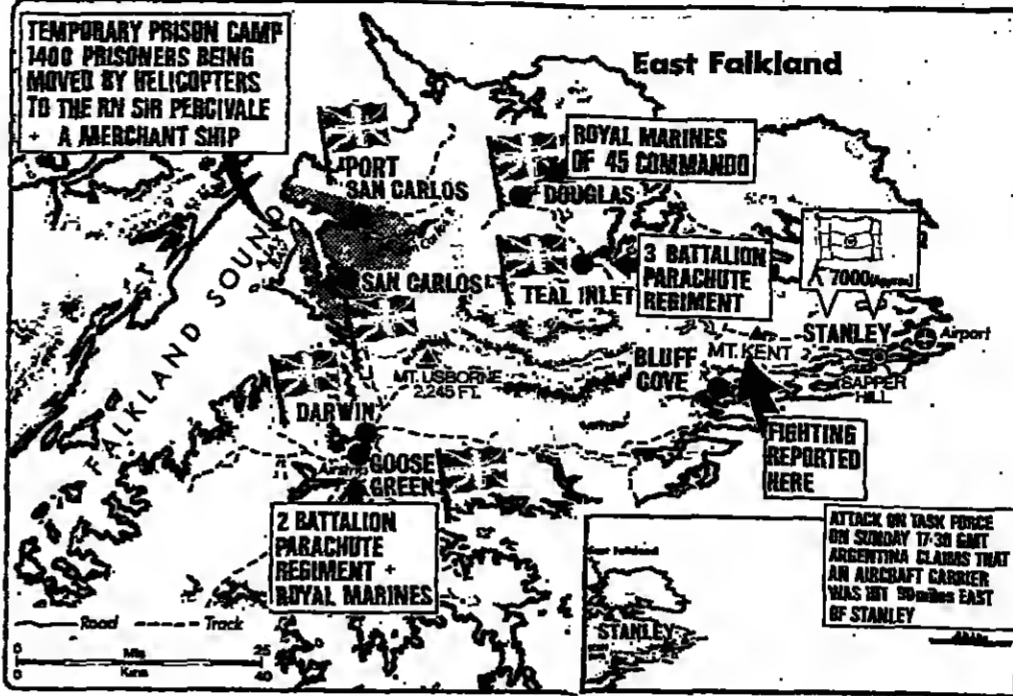 TEMPORARY PRISON CAMP
1400 PRISONERS BEING
MOVED BY HELICOPTERS
TO THE RN SIR PERCIVALE
+ A MERCHANT SHIP
East Falkland
PORT
SAN CARLOS
ROYAL MARINES
OF 45 COMMANDO
DOUGLAS
FALKLAND SOUND
SAN CARLOS
TEAL INLET
3 BATTALION
PARACHUTE
REGIMENT
7000 (Approx)
STANLEY
Airport
MT. KENT
BLUFF
COVE
SAPPER
HILL
MT. USBORNE
2,245 FT.
DARWIN
Airstrip
GOOSE
GREEN
FIGHTING
REPORTED
HERE
2 BATTALION
PARACHUTE
REGIMENT +
ROYAL MARINES
East Falkland
STANLEY
ATTACK ON TASK FORCE
ON SUNDAY 17·30 GMT
ARGENTINA CLAIMS THAT
AN AIRCRAFT CARRIER
WAS HIT 90 miles EAST
OF STANLEY
Road Track
0 Mls 25
0 Kms 40